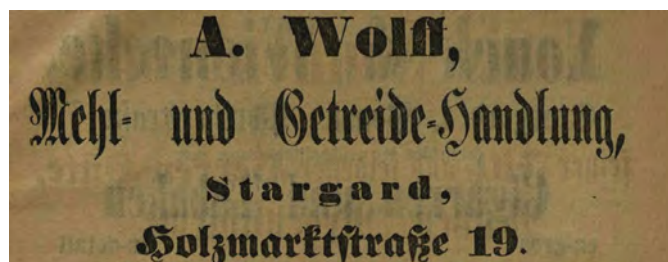 A. Wolff,
Mehl- und Getreide-Handlung,
Stargard,
Holzmarktstraße 19.